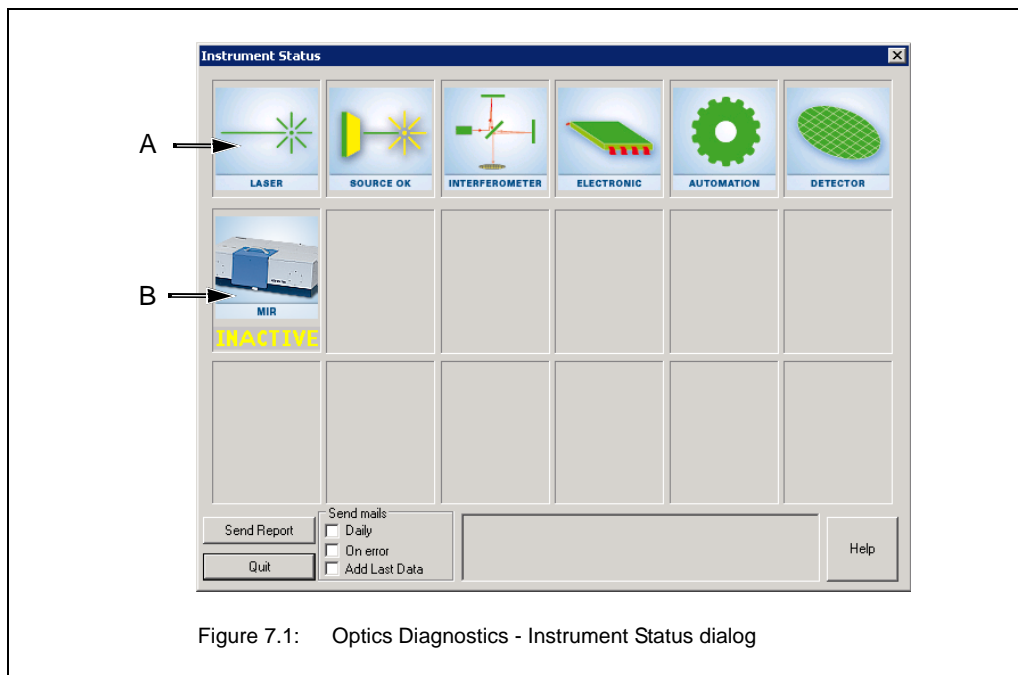 Instrument Status
A
LASER
SOURCE OK
INTERFEROMETER
ELECTRONIC
AUTOMATION
DETECTOR
B
MIR
INACTIVE
Send Report
Quit
Send mails
Daily
On error
Add Last Data
Help
Figure 7.1: Optics Diagnostics - Instrument Status dialog